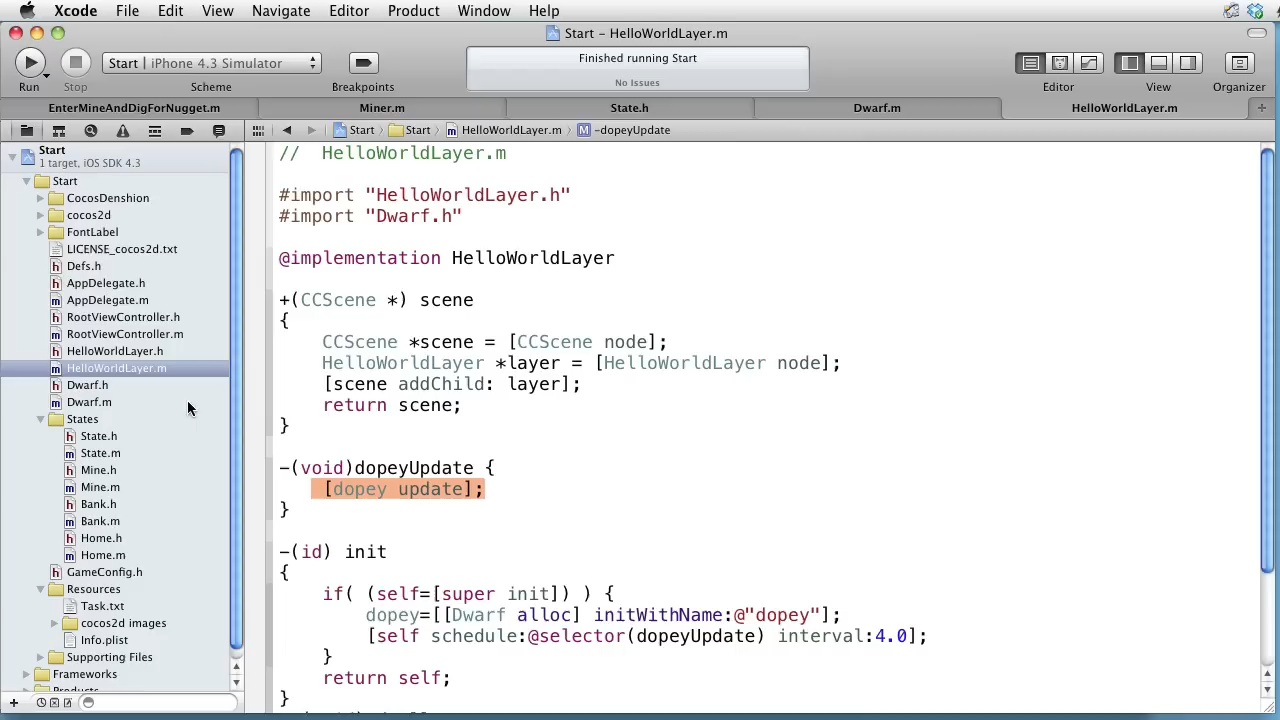 Xcode File Edit View Navigate Editor Product Window Help
Start – HelloWorldLayer.m
Start | iPhone 4.3 Simulator
Finished running Start
No Issues
Run Stop Scheme Breakpoints Editor View Organizer
EnterMineAndDigForNugget.m Miner.m State.h Dwarf.m HelloWorldLayer.m
Start Start HelloWorldLayer.m -dopeyUpdate
Start
1 target, iOS SDK 4.3
Start
CocosDenshion
cocos2d
FontLabel
LICENSE_cocos2d.txt
Defs.h
AppDelegate.h
AppDelegate.m
RootViewController.h
RootViewController.m
HelloWorldLayer.h
HelloWorldLayer.m
Dwarf.h
Dwarf.m
States
State.h
State.m
Mine.h
Mine.m
Bank.h
Bank.m
Home.h
Home.m
GameConfig.h
Resources
Task.txt
cocos2d images
Info.plist
Supporting Files
Frameworks
Products
// HelloWorldLayer.m
#import "HelloWorldLayer.h"
#import "Dwarf.h"
@implementation HelloWorldLayer
+(CCScene *) scene
{
CCScene *scene = [CCScene node];
HelloWorldLayer *layer = [HelloWorldLayer node];
[scene addChild: layer];
return scene;
}
-(void)dopeyUpdate {
[dopey update];
}
-(id) init
{
if( (self=[super init]) ) {
dopey=[[Dwarf alloc] initWithName:@"dopey"];
[self schedule:@selector(dopeyUpdate) interval:4.0];
}
return self;
}